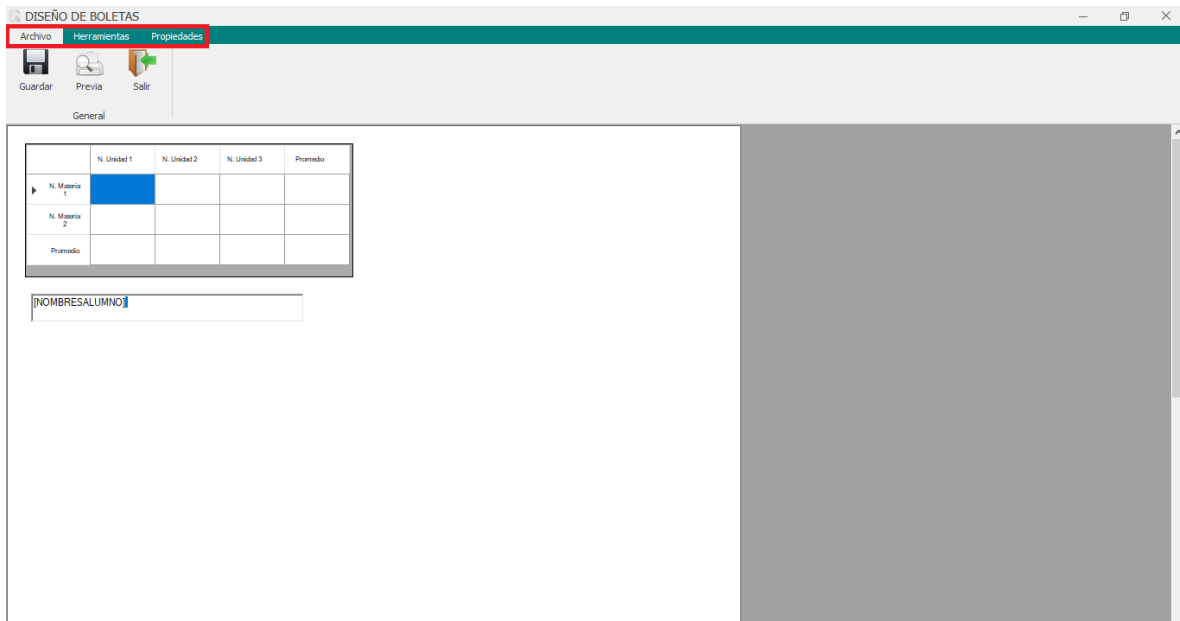 DISEÑO DE BOLETAS
Archivo Herramientas Propiedades
Guardar Previa Salir
General
N. Unidad 1 N. Unidad 2 N. Unidad 3 Promedio
N. Materia
1
N. Materia
2
Promedio
[NOMBRESALUMNO]